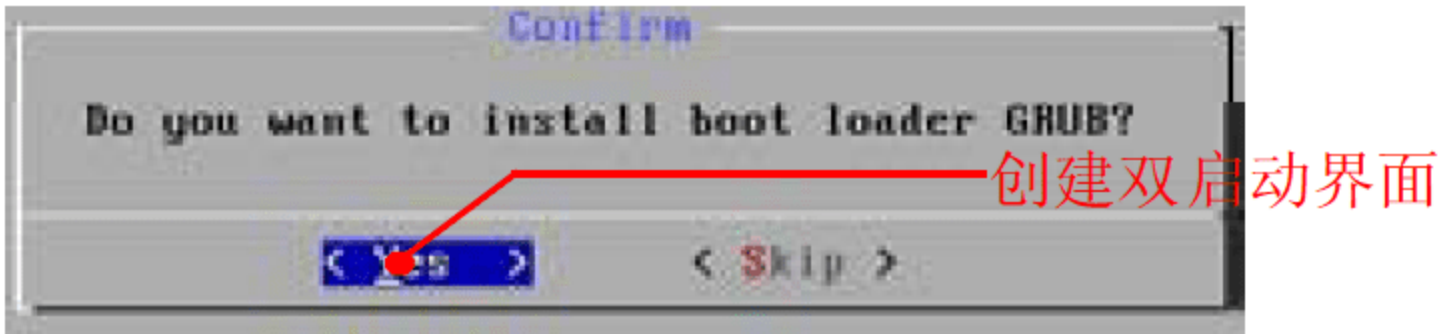 Confirm
Do you want to install boot loader GRUB?
创建双启动界面
< Yes > < Skip >